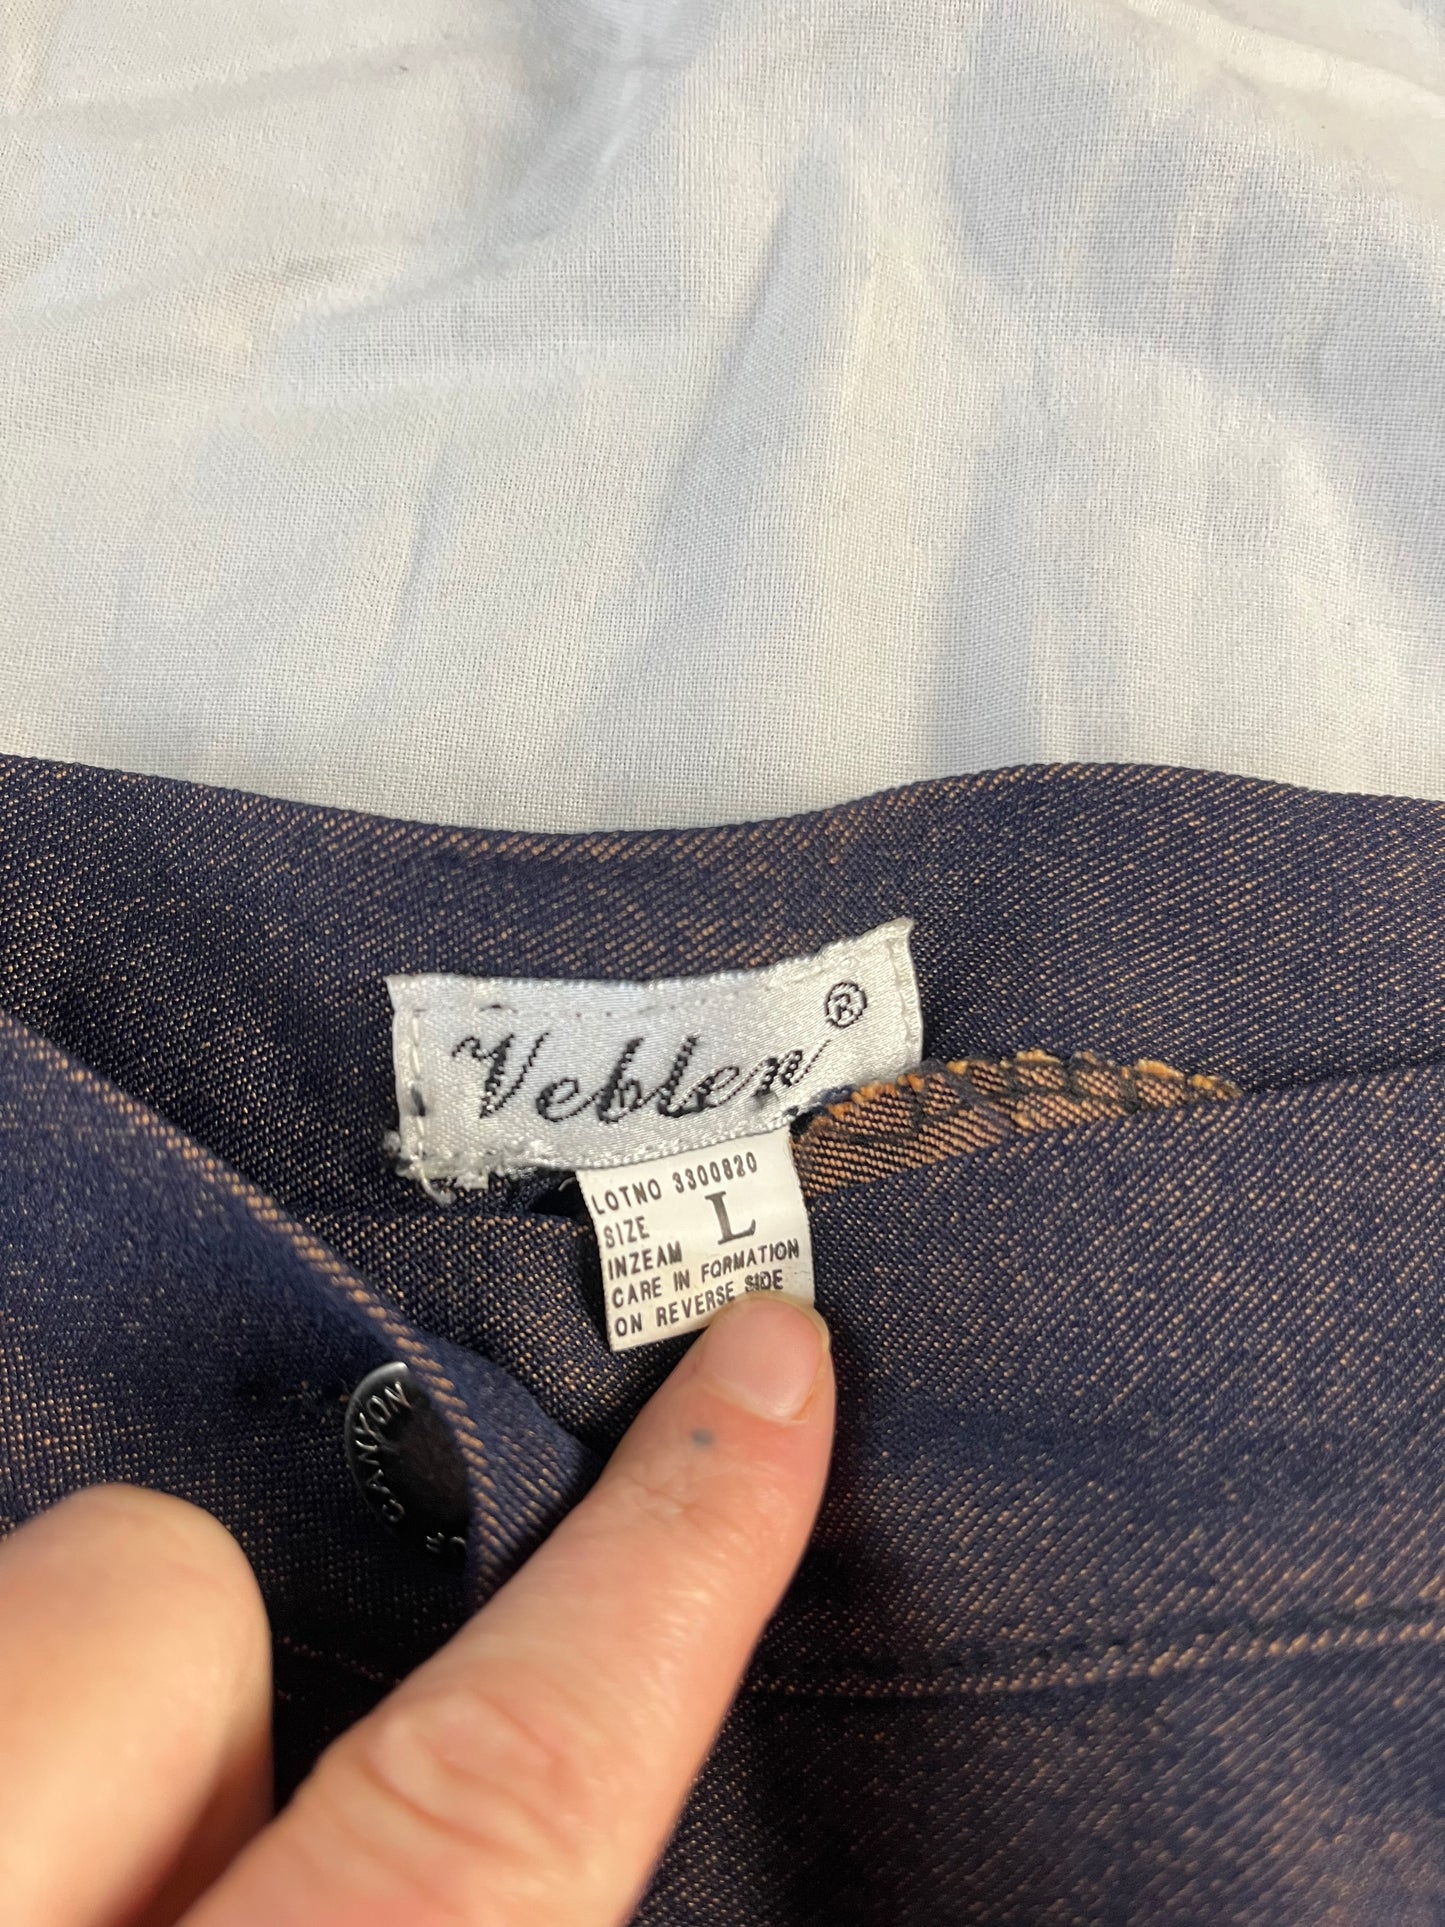 Veblen ®
LOTNO 3300820
SIZE L
INZEAM
CARE IN FORMATION
ON REVERSE SIDE
CANYON